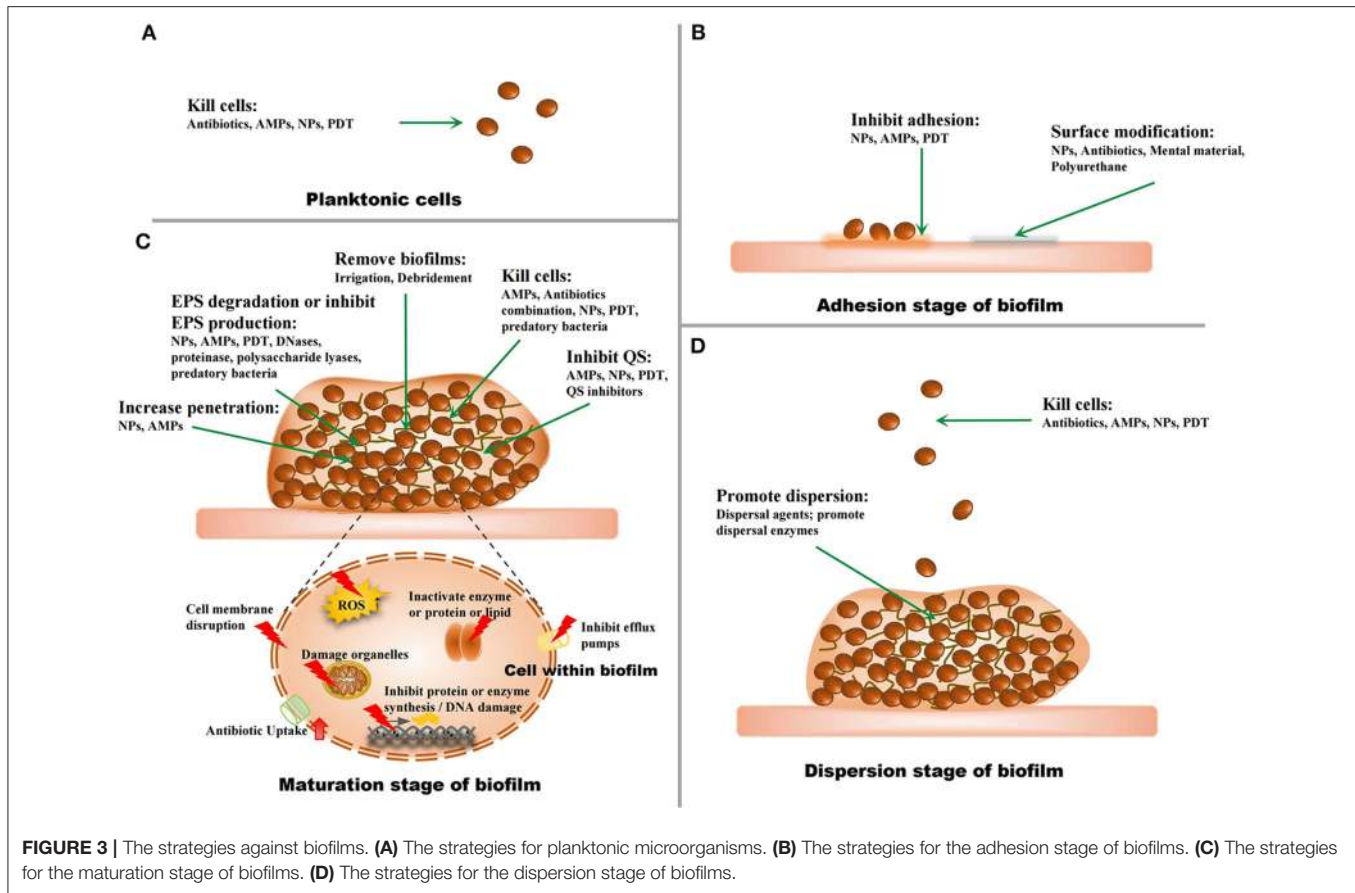 A
Kill cells:
Antibiotics, AMPs, NPs, PDT
Planktonic cells
B
Inhibit adhesion:
NPs, AMPs, PDT
Surface modification:
NPs, Antibiotics, Mental material,
Polyurethane
Adhesion stage of biofilm
C
Remove biofilms:
Irrigation, Debridement
Kill cells:
AMPs, Antibiotics
combination, NPs, PDT,
predatory bacteria
EPS degradation or inhibit
EPS production:
NPs, AMPs, PDT, DNases,
proteinase, polysaccharide lyases,
predatory bacteria
Inhibit QS:
AMPs, NPs, PDT,
QS inhibitors
Increase penetration:
NPs, AMPs
Cell membrane
disruption
ROS
Inactivate enzyme
or protein or lipid
Inhibit efflux
pumps
Cell within biofilm
Damage organelles
Inhibit protein or enzyme
synthesis / DNA damage
Antibiotic Uptake
Maturation stage of biofilm
D
Kill cells:
Antibiotics, AMPs, NPs, PDT
Promote dispersion:
Dispersal agents; promote
dispersal enzymes
Dispersion stage of biofilm
FIGURE 3 | The strategies against biofilms. (A) The strategies for planktonic microorganisms. (B) The strategies for the adhesion stage of biofilms. (C) The strategies
for the maturation stage of biofilms. (D) The strategies for the dispersion stage of biofilms.